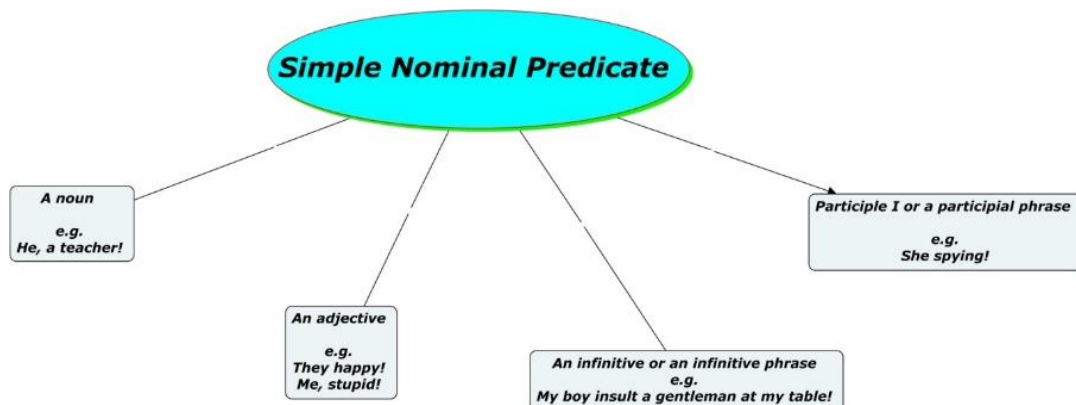 Simple Nominal Predicate
A noun
e.g.
He, a teacher!
An adjective
e.g.
They happy!
Me, stupid!
An infinitive or an infinitive phrase
e.g.
My boy insult a gentleman at my table!
Participle I or a participial phrase
e.g.
She spying!